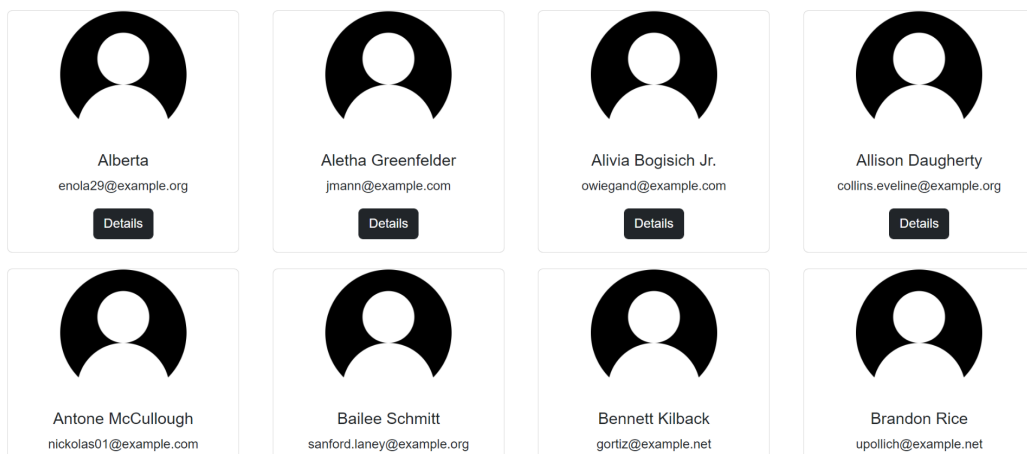 Alberta
enola29@example.org
Details
Aletha Greenfelder
jmann@example.com
Details
Alivia Bogisich Jr.
owiegand@example.com
Details
Allison Daugherty
collins.eveline@example.org
Details
Antone McCullough
nickolas01@example.com
Bailee Schmitt
sanford.laney@example.org
Bennett Kilback
gortiz@example.net
Brandon Rice
upollich@example.net